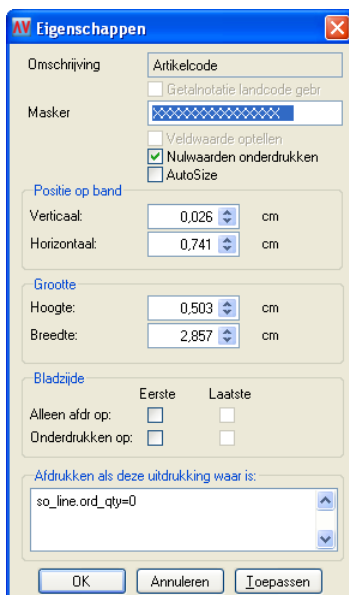 AV Eigenschappen
Omschrijving Artikelcode
Getalnotatie landcode gebr
Masker XXXXXXXXXXXXXXX
Veldwaarde optellen
Nulwaarden onderdrukken
AutoSize
Positie op band
Verticaal: 0,026 cm
Horizontaal: 0,741 cm
Grootte
Hoogte: 0,503 cm
Breedte: 2,857 cm
Bladzijde
Eerste Laatste
Alleen afdr op:
Onderdrukken op:
Afdrukken als deze uitdrukking waar is:
so_line.ord_qty=0
OK Annuleren Toepassen